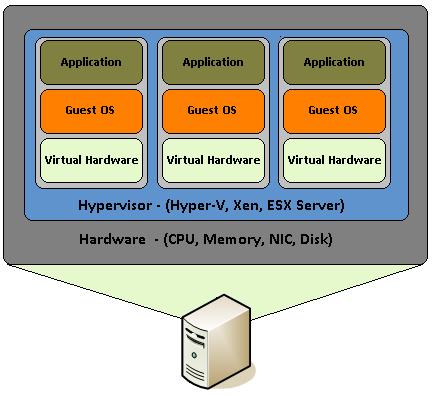 Application Application Application
Guest OS Guest OS Guest OS
Virtual Hardware Virtual Hardware Virtual Hardware
Hypervisor - (Hyper-V, Xen, ESX Server)
Hardware - (CPU, Memory, NIC, Disk)